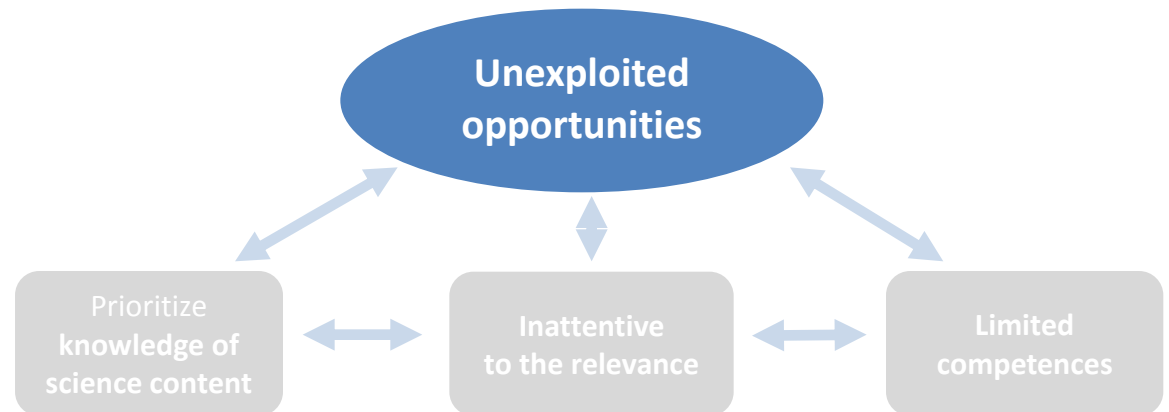 Unexploited
opportunities
Prioritize
knowledge of
science content
Inattentive
to the relevance
Limited
competences